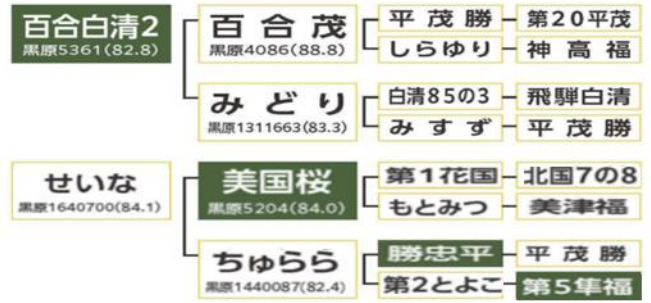 百合白清2
黒原5361(82.8)
百合茂
黒原4086(88.8)
平茂勝
第20平茂
しらゆり
神高福
みどり
黒原1311663(83.3)
白清85の3
飛騨白清
みすず
平茂勝
せいな
黒原1640700(84.1)
美国桜
黒原5204(84.0)
第1花国
北国7の8
もとみつ
美津福
ちゅらら
黒原1440087(82.4)
勝忠平
平茂勝
第2とよこ
第5隼福